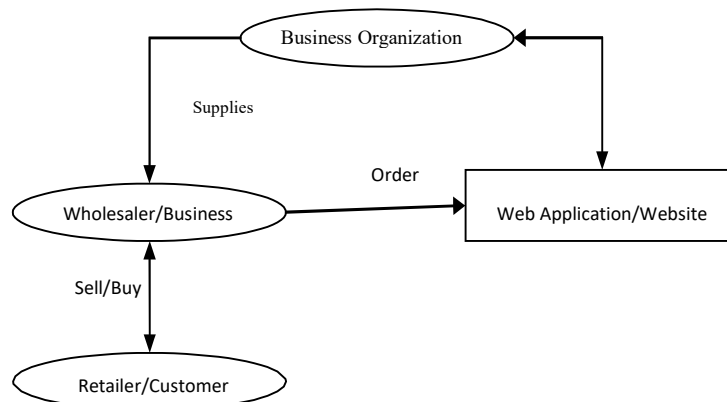 Business Organization
Supplies
Order
Wholesaler/Business
Web Application/Website
Sell/Buy
Retailer/Customer